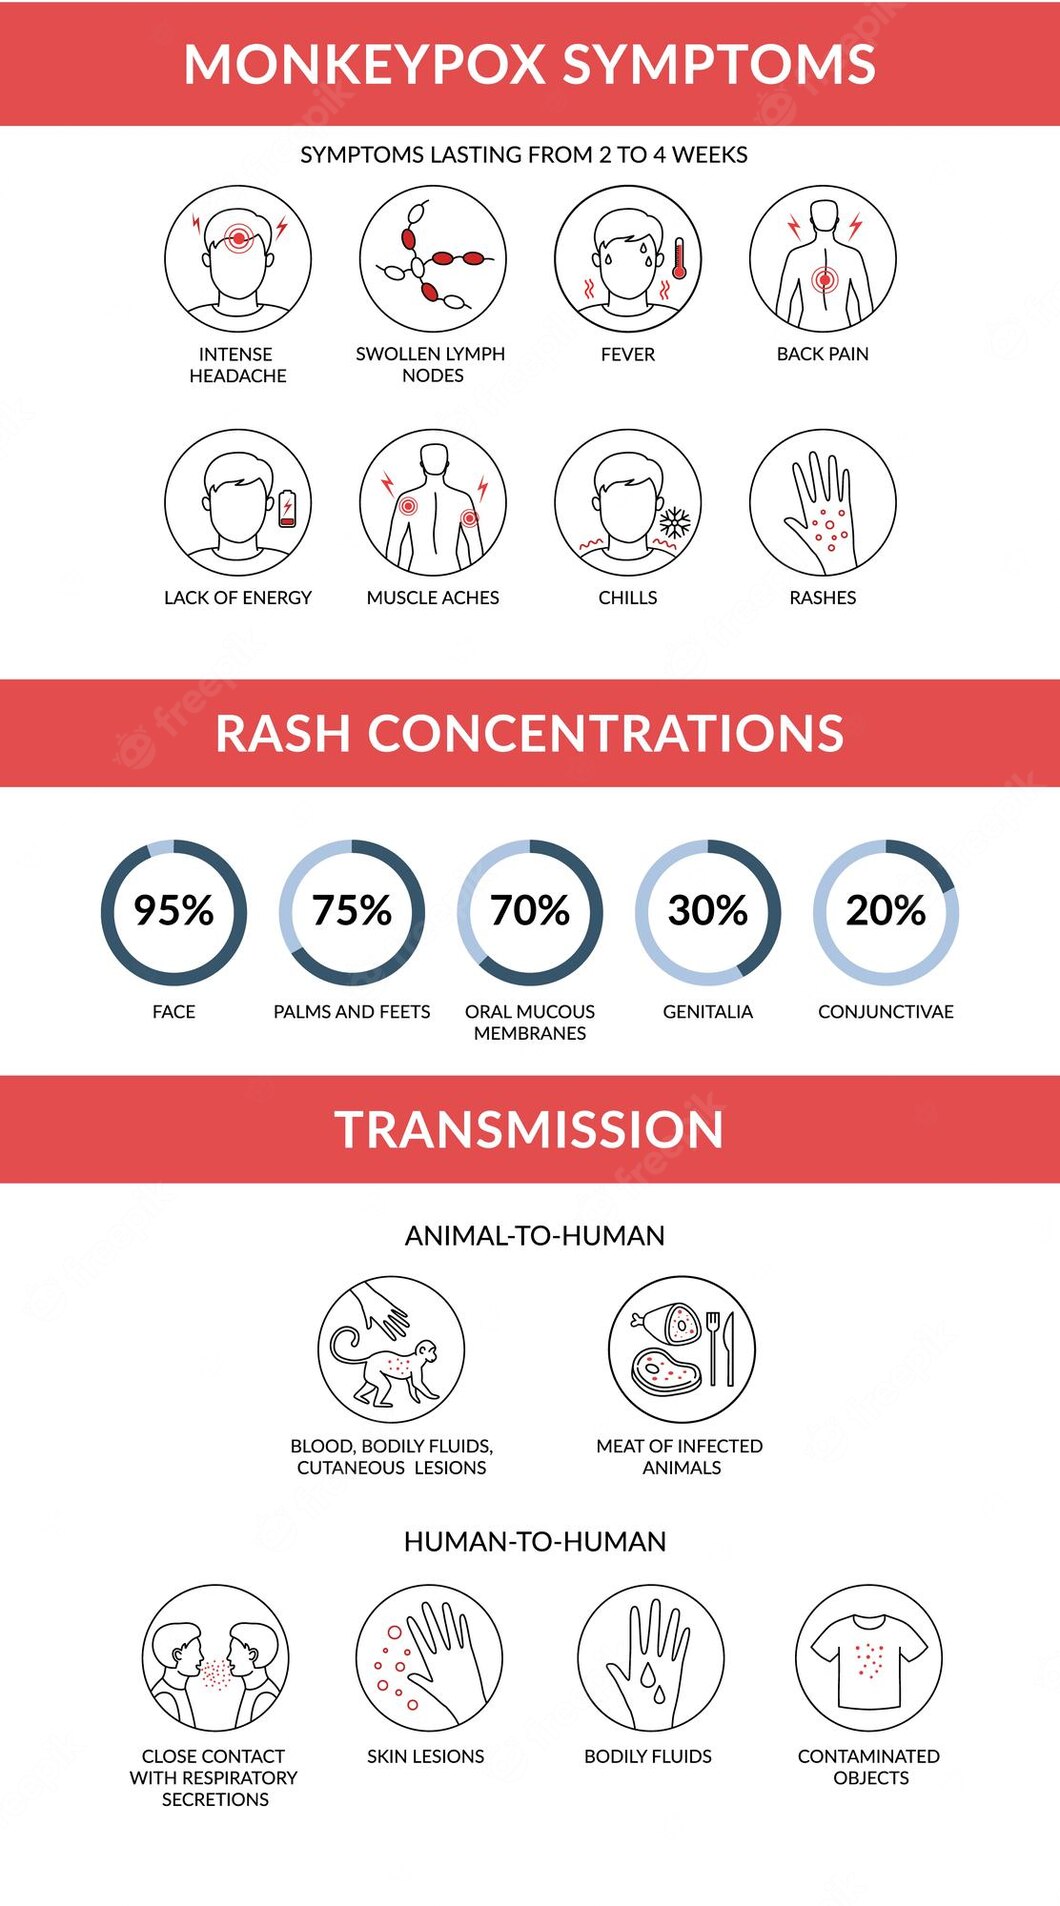 MONKEYPOX SYMPTOMS
SYMPTOMS LASTING FROM 2 TO 4 WEEKS
INTENSE
HEADACHE
SWOLLEN LYMPH
NODES
FEVER
BACK PAIN
LACK OF ENERGY
MUSCLE ACHES
CHILLS
RASHES
RASH CONCENTRATIONS
95%
FACE
75%
PALMS AND FEETS
70%
ORAL MUCOUS
MEMBRANES
30%
GENITALIA
20%
CONJUNCTIVAE
TRANSMISSION
ANIMAL-TO-HUMAN
BLOOD, BODILY FLUIDS,
CUTANEOUS LESIONS
MEAT OF INFECTED
ANIMALS
HUMAN-TO-HUMAN
CLOSE CONTACT
WITH RESPIRATORY
SECRETIONS
SKIN LESIONS
BODILY FLUIDS
CONTAMINATED
OBJECTS
freepik